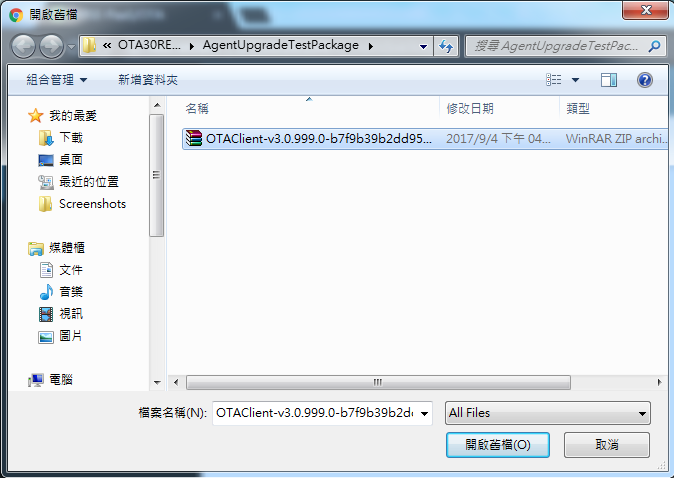 開啟舊檔
« OTA30RE... AgentUpgradeTestPackage
搜尋 AgentUpgradeTestPac...
組合管理 新增資料夾
我的最愛
下載
桌面
最近的位置
Screenshots
媒體櫃
文件
音樂
視訊
圖片
電腦
名稱 修改日期 類型
OTAClient-v3.0.999.0-b7f9b39b2dd95... 2017/9/4 下午 04... WinRAR ZIP archi...
檔案名稱(N): OTAClient-v3.0.999.0-b7f9b39b2d All Files
開啟舊檔(O) 取消